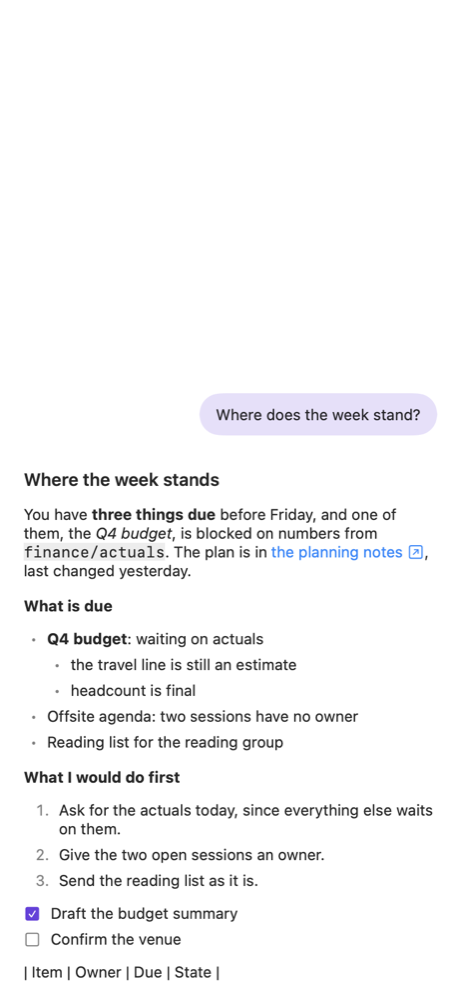 Where does the week stand?
Where the week stands
You have three things due before Friday, and one of
them, the Q4 budget, is blocked on numbers from
finance/actuals. The plan is in the planning notes,
last changed yesterday.
What is due
• Q4 budget: waiting on actuals
• the travel line is still an estimate
• headcount is final
• Offsite agenda: two sessions have no owner
• Reading list for the reading group
What I would do first
1. Ask for the actuals today, since everything else waits
on them.
2. Give the two open sessions an owner.
3. Send the reading list as it is.
Draft the budget summary
Confirm the venue
| Item | Owner | Due | State |